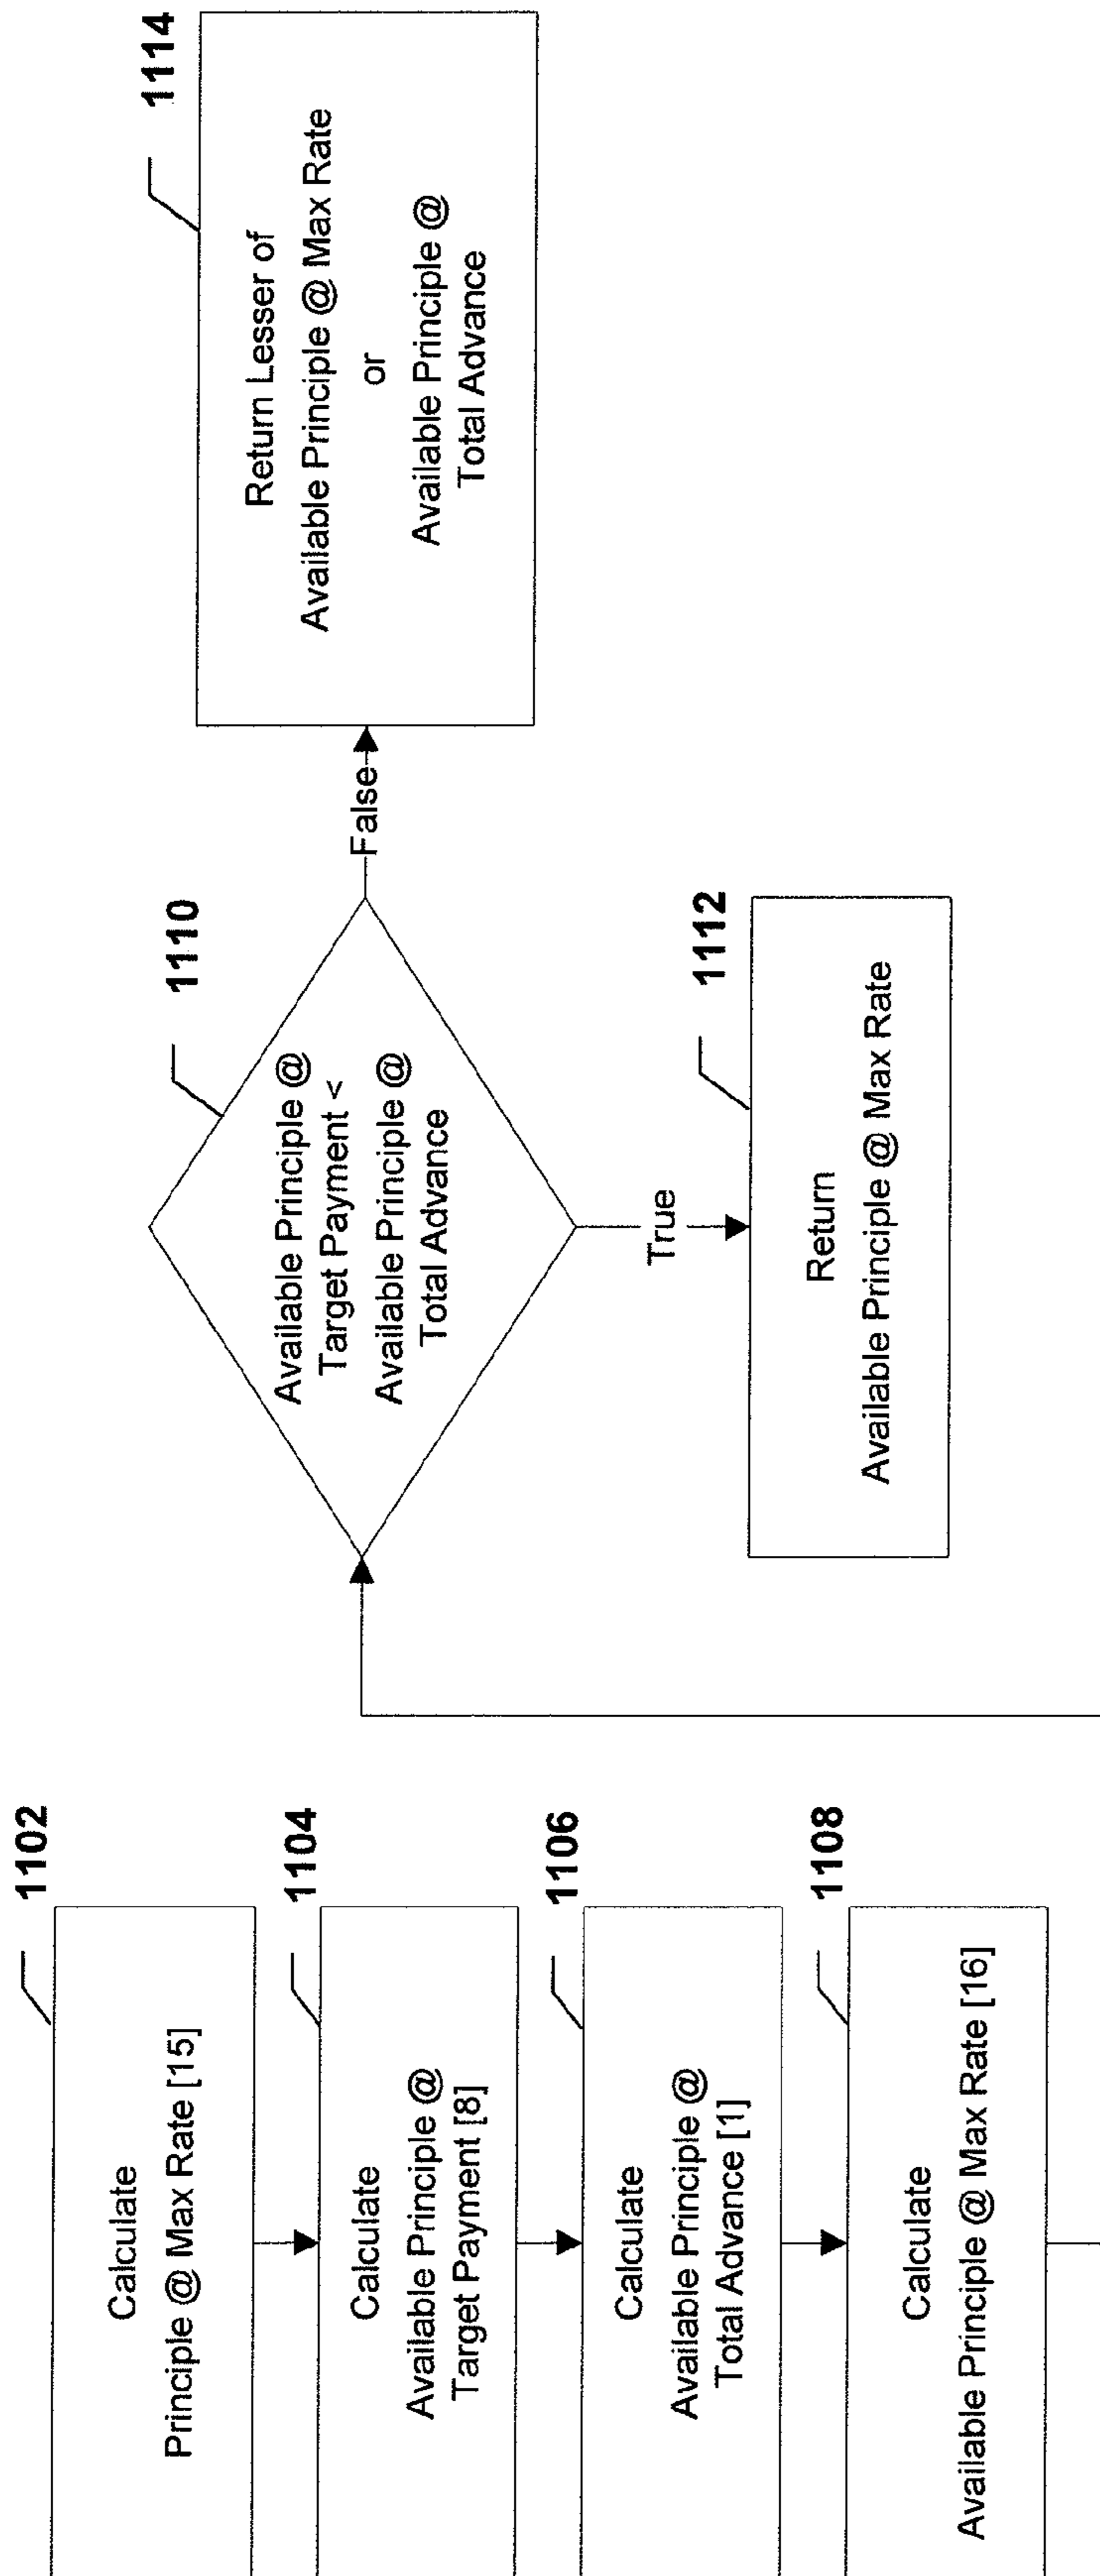 1102
Calculate
Principle @ Max Rate [15]
1104
Calculate
Available Principle @
Target Payment [8]
1106
Calculate
Available Principle @
Total Advance [1]
1108
Calculate
Available Principle @ Max Rate [16]
1110
Available Principle @
Target Payment <
Available Principle @
Total Advance
True
False
1112
Return
Available Principle @ Max Rate
1114
Return Lesser of
Available Principle @ Max Rate
or
Available Principle @
Total Advance